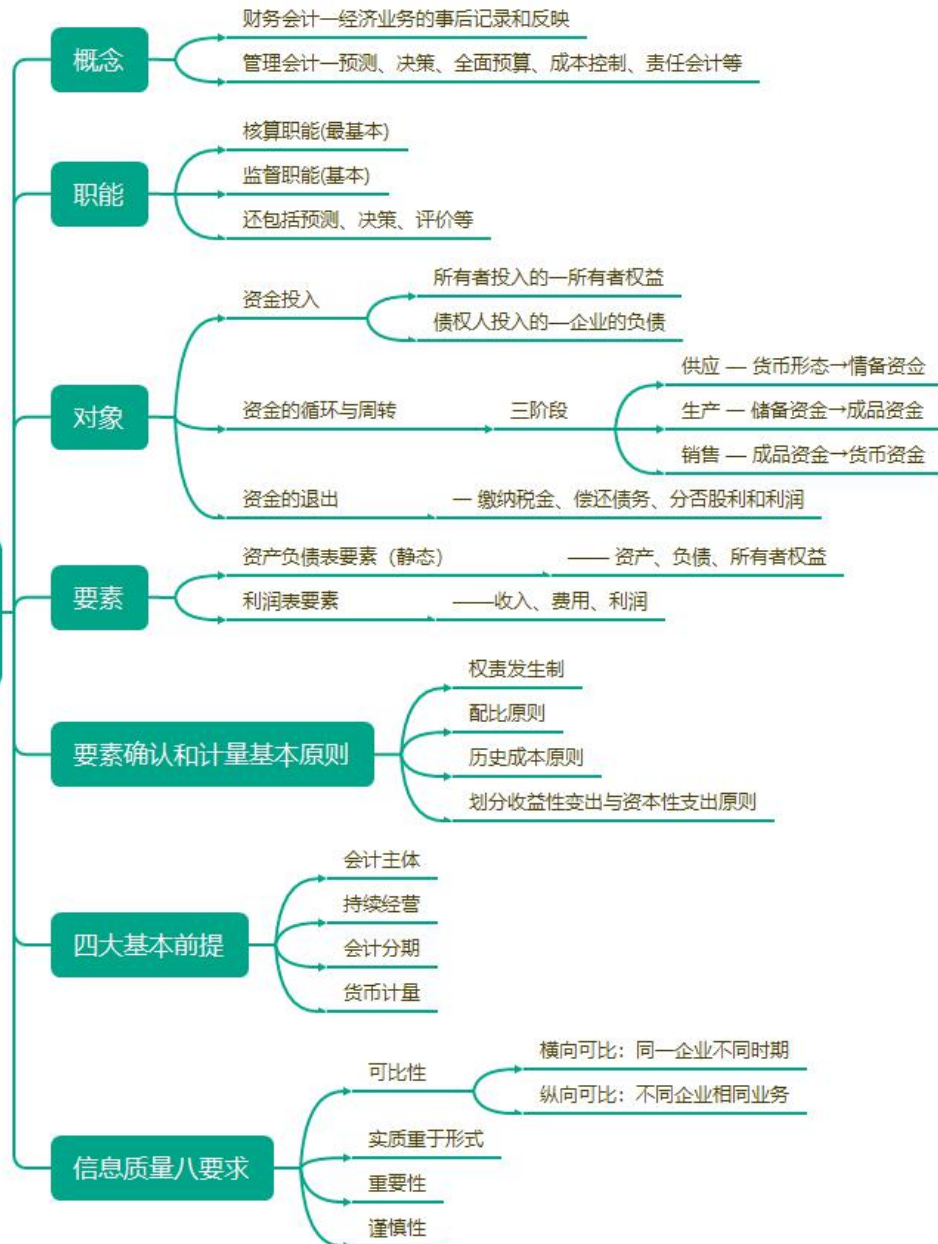 概念
财务会计—经济业务的事后记录和反映
管理会计—预测、决策、全面预算、成本控制、责任会计等
职能
核算职能(最基本)
监督职能(基本)
还包括预测、决策、评价等
对象
资金投入
所有者投入的—所有者权益
债权人投入的—企业的负债
资金的循环与周转
三阶段
供应 — 货币形态→情备资佥
生产 — 储备资金→成品资金
销售 — 成品资金→货币资金
资金的退出
— 缴纳税金、偿还债务、分否股利和利润
要素
资产负债表要素（静态）
—— 资产、负债、所有者权益
利润表要素
——收入、费用、利润
要素确认和计量基本原则
权责发生制
配比原则
历史成本原则
划分收益性变出与资本性支出原则
四大基本前提
会计主体
持续经营
会计分期
货币计量
信息质量八要求
可比性
横向可比：同一企业不同时期
纵向可比：不同企业相同业务
实质重于形式
重要性
谨慎性